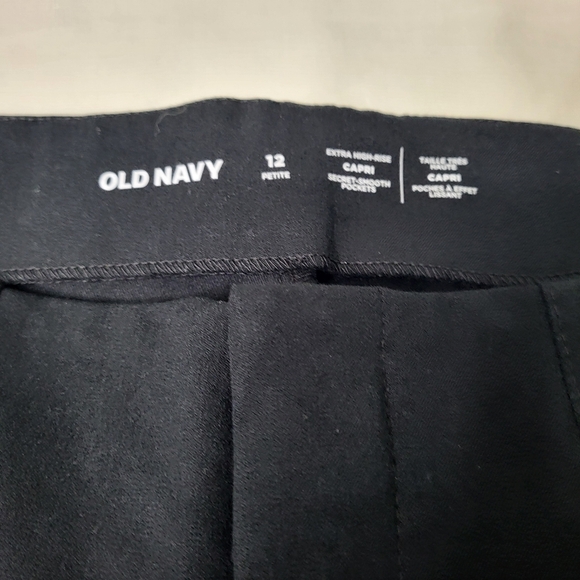 OLD NAVY
12
PETITE
EXTRA HIGH-RISE
CAPRI
SECRET-SMOOTH
POCKETS
TAILLE TRÈS
HAUTE
CAPRI
POCHES À EFFET
LISSANT